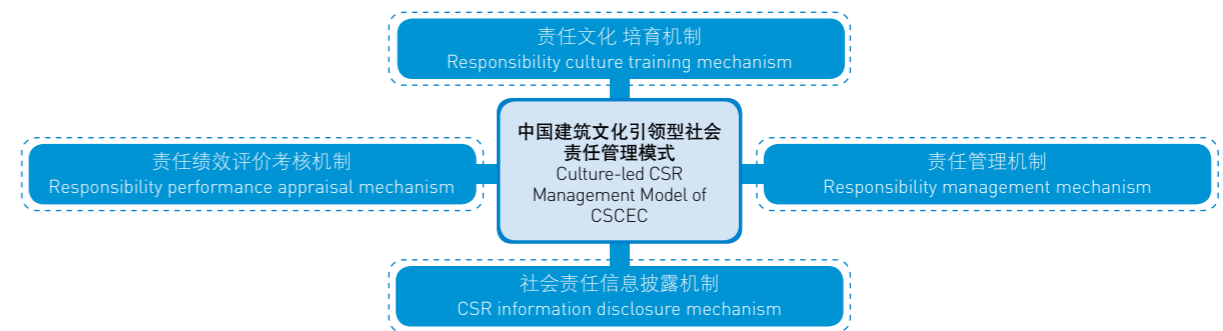 责任文化 培育机制
Responsibility culture training mechanism
中国建筑文化引领型社会
责任管理模式
Culture-led CSR
Management Model of
CSCEC
责任绩效评价考核机制
Responsibility performance appraisal mechanism
责任管理机制
Responsibility management mechanism
社会责任信息披露机制
CSR information disclosure mechanism